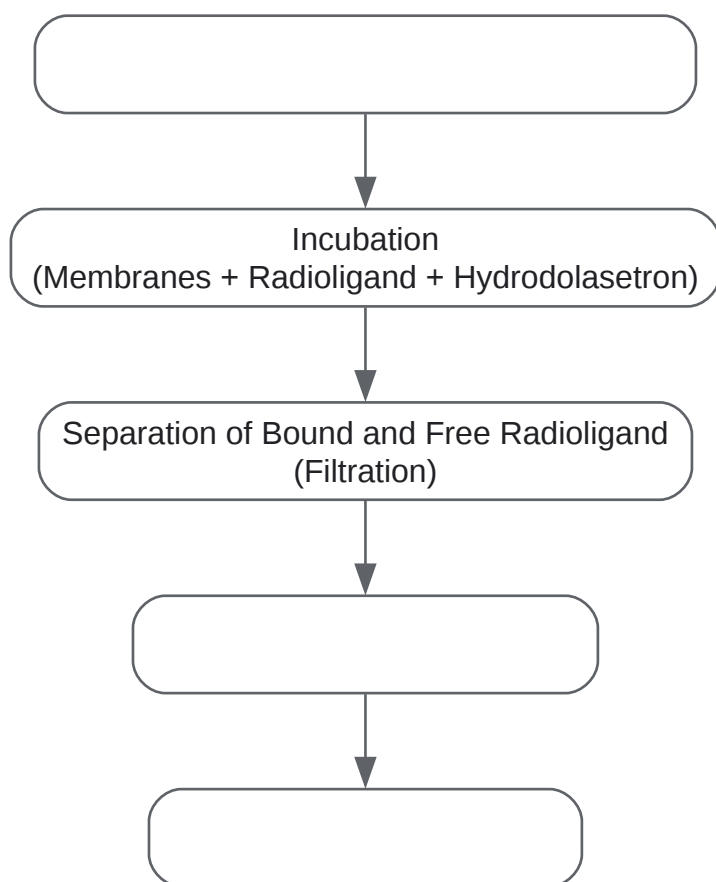 Incubation
(Membranes + Radioligand + Hydrodolasetron)
Separation of Bound and Free Radioligand
(Filtration)